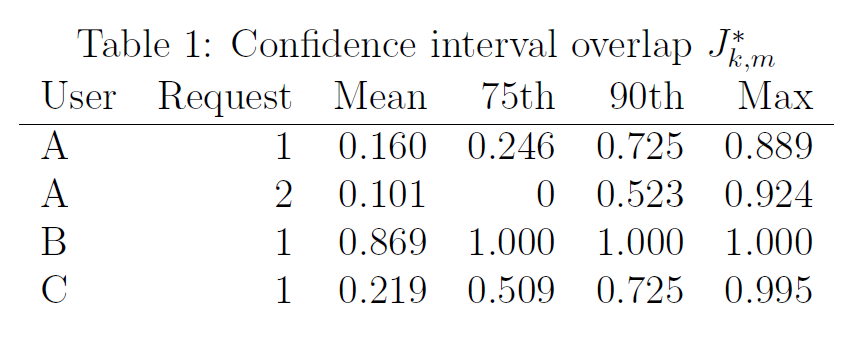 Table 1: Confidence interval overlap J*k,m
User Request Mean 75th 90th Max
A 1 0.160 0.246 0.725 0.889
A 2 0.101 0 0.523 0.924
B 1 0.869 1.000 1.000 1.000
C 1 0.219 0.509 0.725 0.995